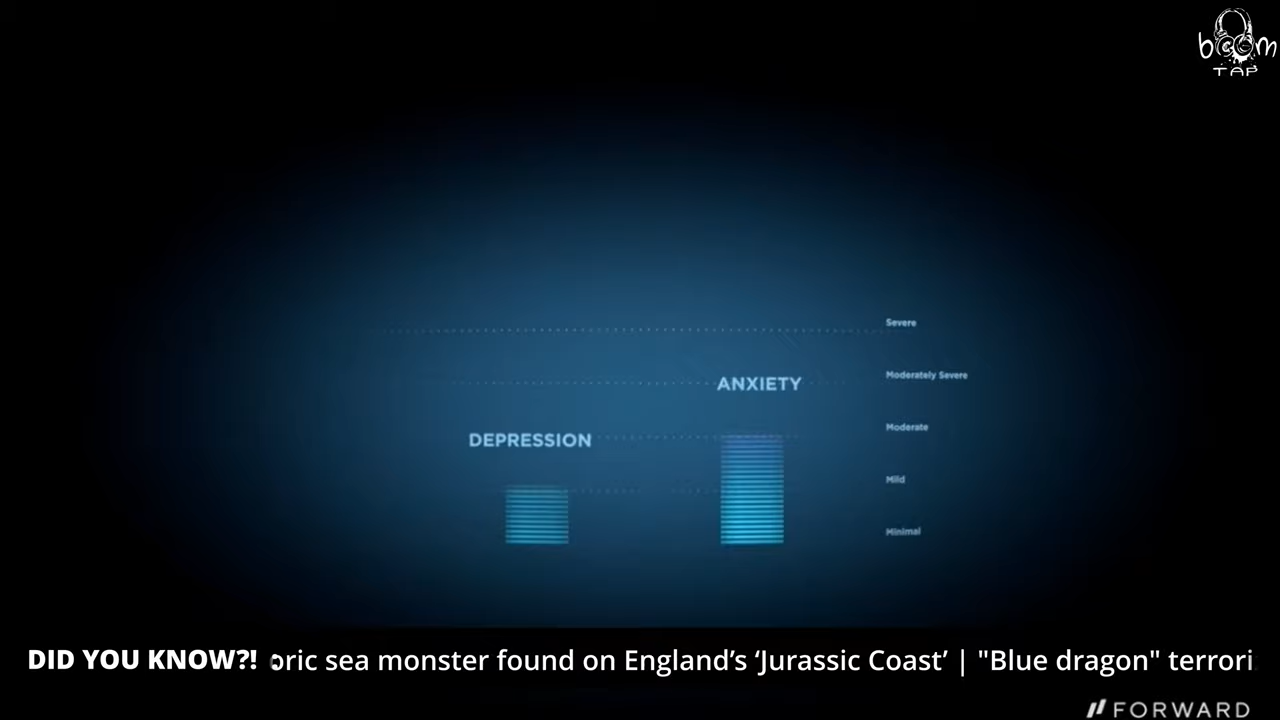 boom
TAP
Severe
Moderately Severe
ANXIETY
Moderate
DEPRESSION
Mild
Minimal
DID YOU KNOW?! oric sea monster found on England’s ‘Jurassic Coast’ | "Blue dragon" terrori
FORWARD